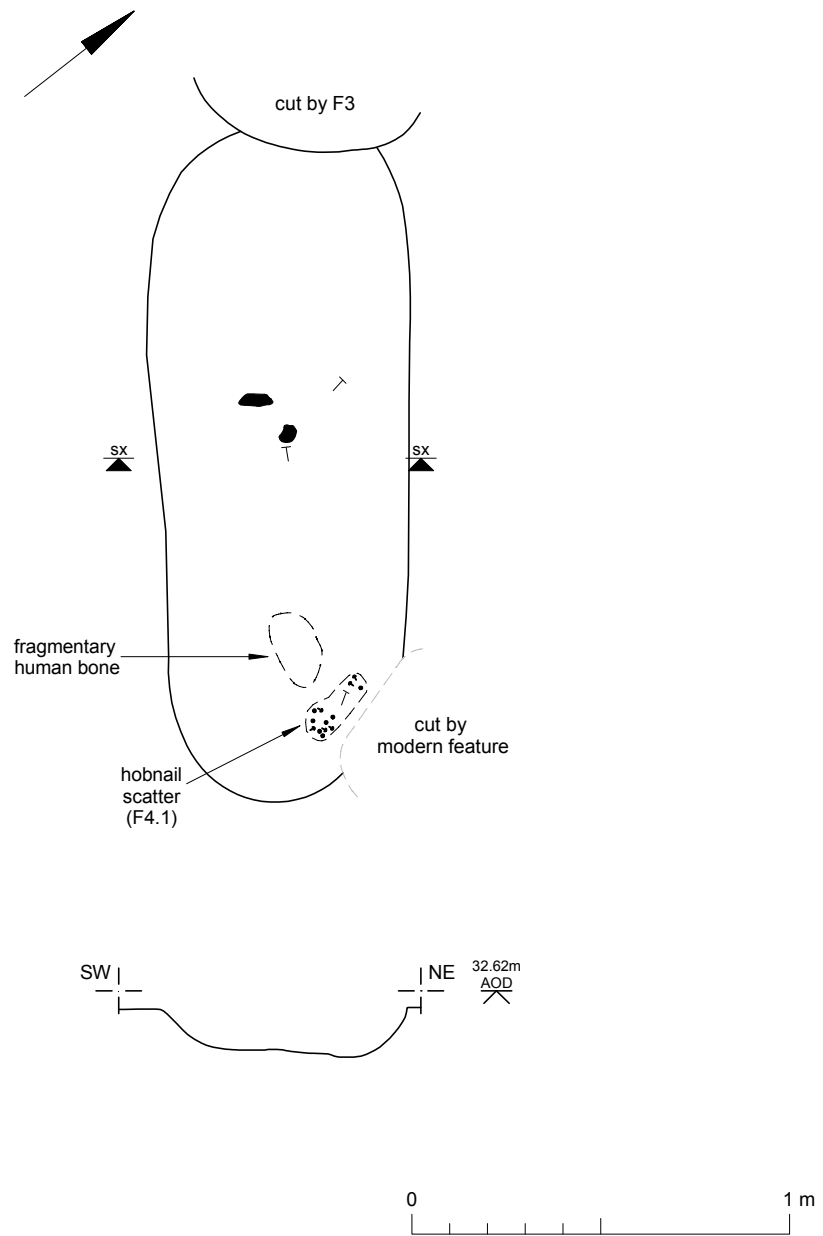 cut by F3
sx
sx
fragmentary
human bone
cut by
modern feature
hobnail
scatter
(F4.1)
SW
NE
32.62m
AOD
0
1 m